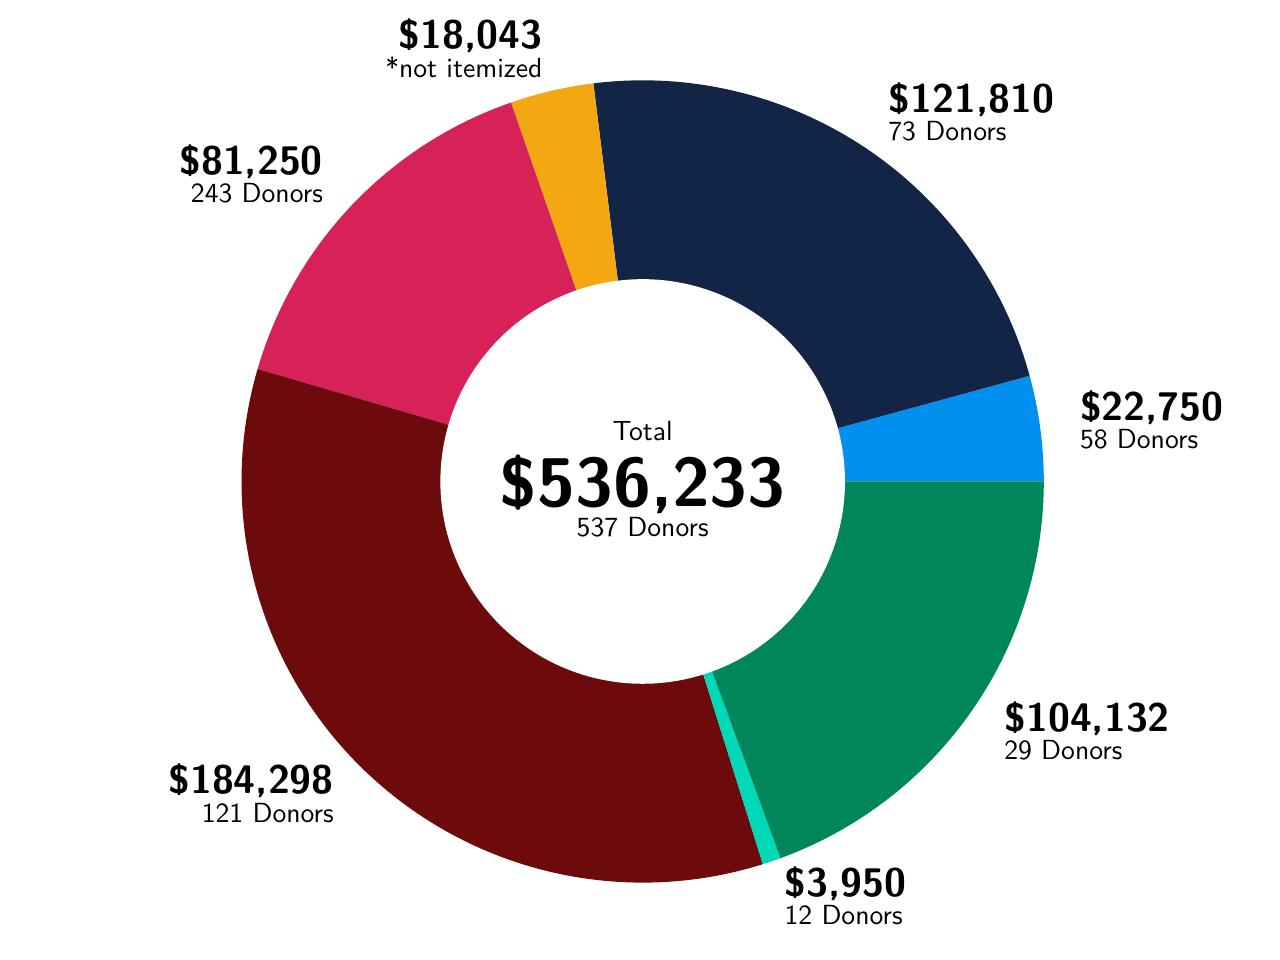 $18,043
*not itemized
$121,810
73 Donors
$81,250
243 Donors
$22,750
58 Donors
Total
$536,233
537 Donors
$104,132
29 Donors
$184,298
121 Donors
$3,950
12 Donors